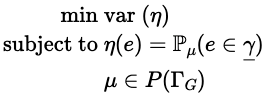 min var (η)
subject to η(e) = ℙ_μ(e ∈ γ̲)
μ ∈ P(Γ_G)